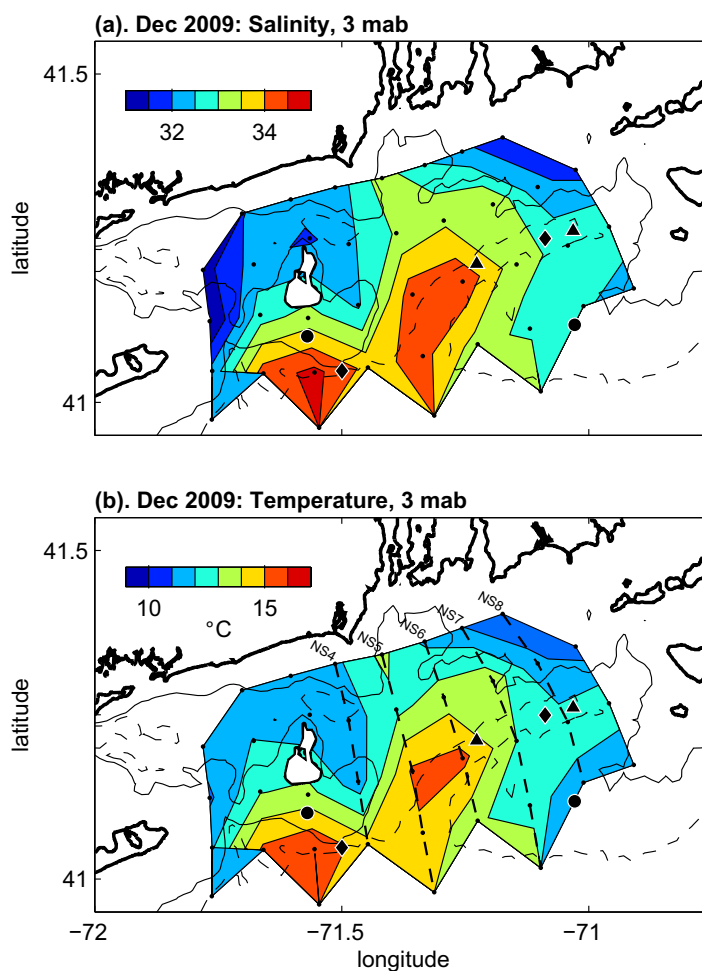 (a). Dec 2009: Salinity, 3 mab
41.5
32 34
latitude
41
(b). Dec 2009: Temperature, 3 mab
41.5
10 15
°C
NS4
NS5
NS6
NS7
NS8
latitude
41
−72 −71.5 −71
longitude